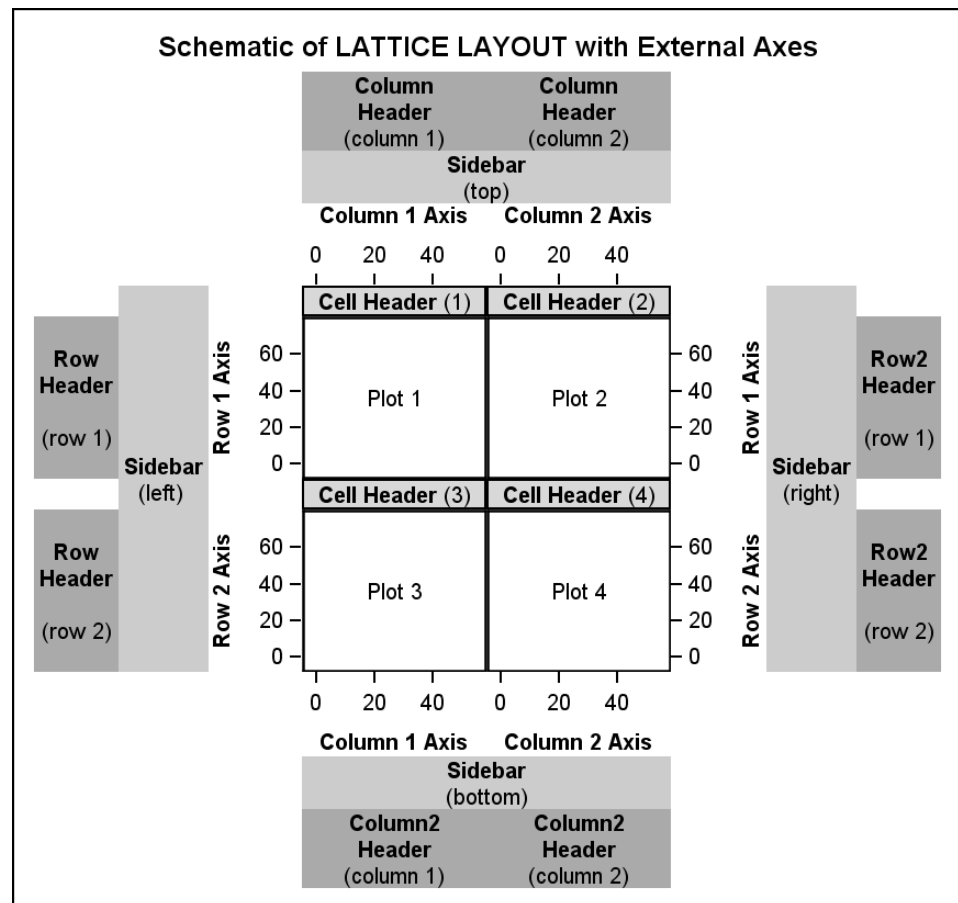 Schematic of LATTICE LAYOUT with External Axes
Column Header (column 1)
Column Header (column 2)
Sidebar (top)
Column 1 Axis
Column 2 Axis
0 20 40
0 20 40
Row Header (row 1)
Sidebar (left)
Row 1 Axis
60
40
20
0
Cell Header (1)
Plot 1
Cell Header (2)
Plot 2
60
40
20
0
Row 1 Axis
Sidebar (right)
Row2 Header (row 1)
Row Header (row 2)
Row 2 Axis
60
40
20
0
Cell Header (3)
Plot 3
Cell Header (4)
Plot 4
60
40
20
0
Row 2 Axis
Row2 Header (row 2)
0 20 40
0 20 40
Column 1 Axis
Column 2 Axis
Sidebar (bottom)
Column2 Header (column 1)
Column2 Header (column 2)